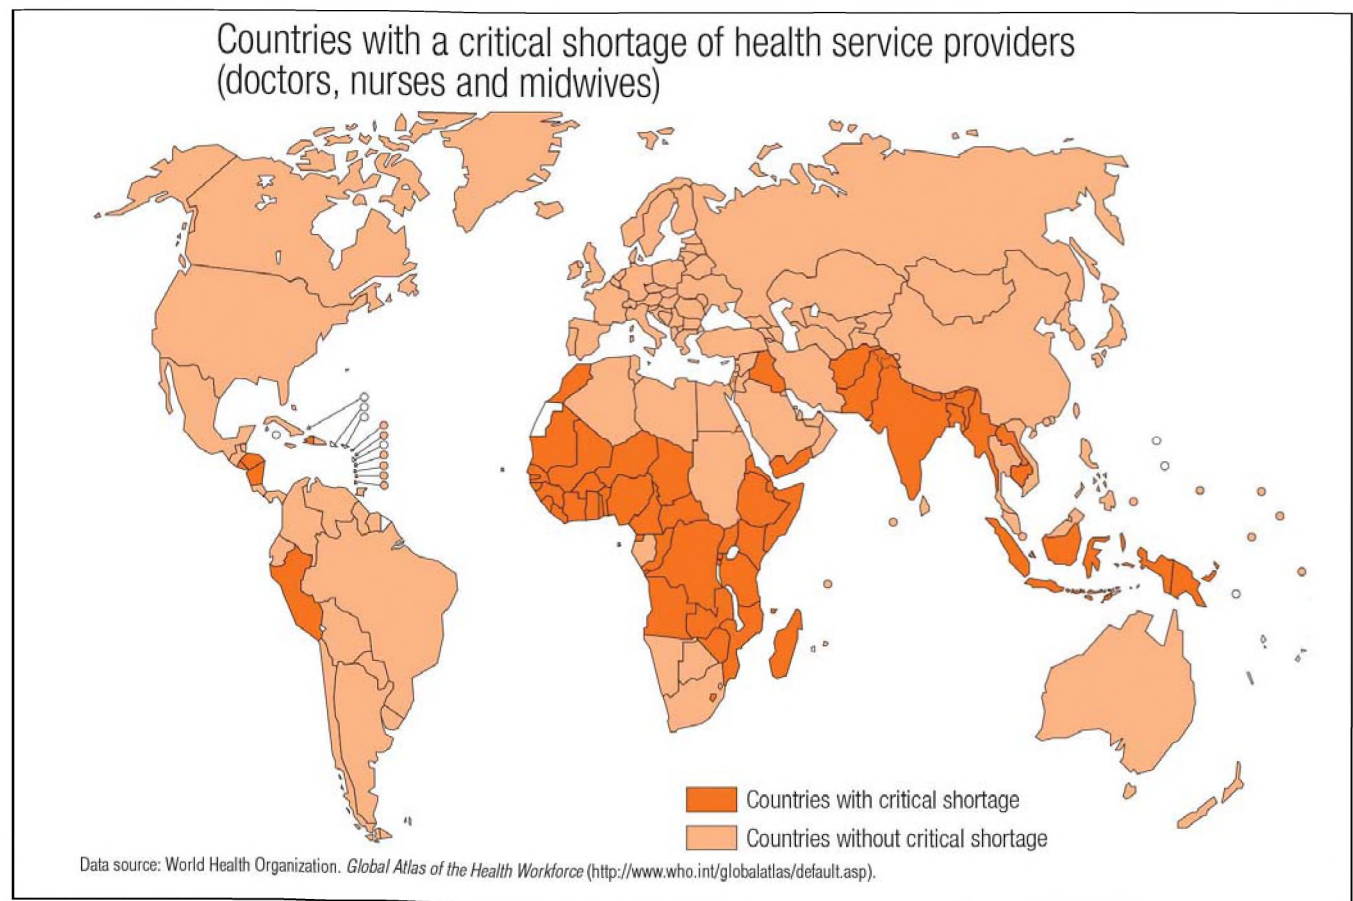 Countries with a critical shortage of health service providers
(doctors, nurses and midwives)
Countries with critical shortage
Countries without critical shortage
Data source: World Health Organization. Global Atlas of the Health Workforce (http://www.who.int/globalatlas/default.asp).